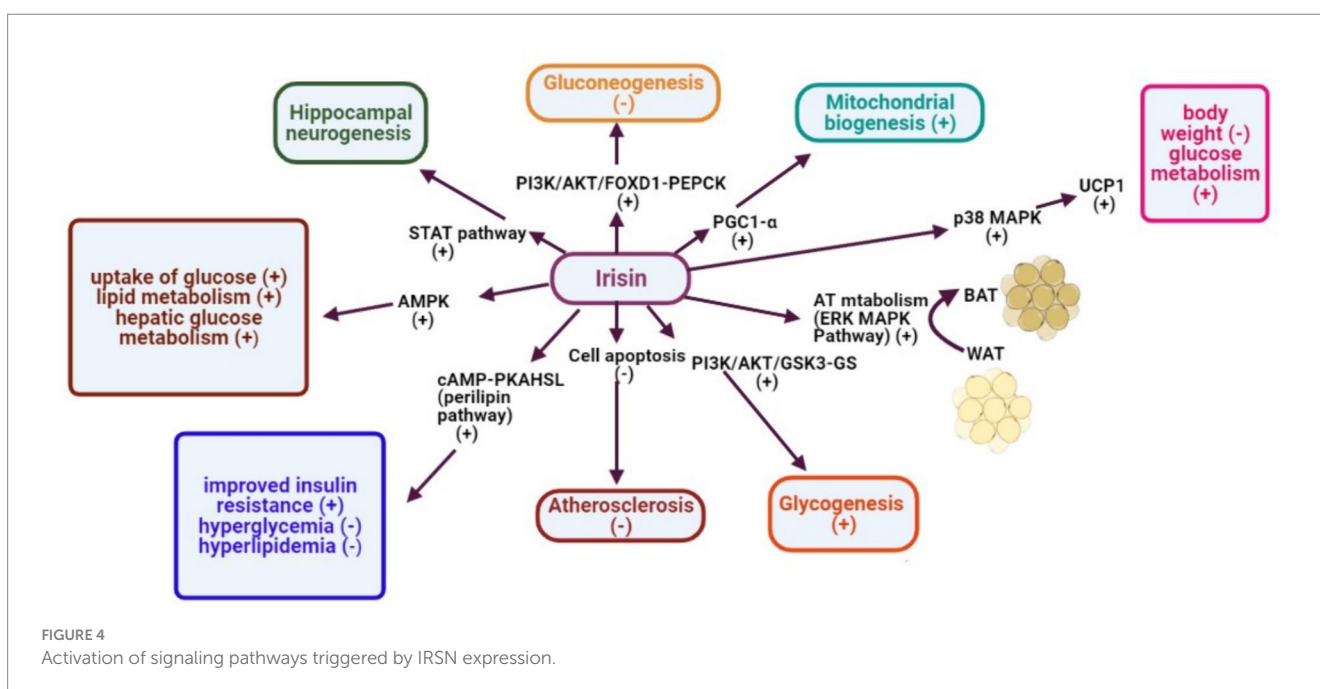 Hippocampal
neurogenesis
Gluconeogenesis
(-)
Mitochondrial
biogenesis (+)
body
weight (-)
glucose
metabolism
(+)
PI3K/AKT/FOXD1-PEPCK
(+)
UCP1
(+)
STAT pathway
(+)
PGC1-α
(+)
p38 MAPK
(+)
Irisin
uptake of glucose (+)
lipid metabolism (+)
hepatic glucose
metabolism (+)
AMPK
(+)
AT mtabolism
(ERK MAPK
Pathway) (+)
BAT
WAT
Cell apoptosis
(-)
PI3K/AKT/GSK3-GS
(+)
cAMP-PKAHSL
(perilipin
pathway)
(+)
improved insulin
resistance (+)
hyperglycemia (-)
hyperlipidemia (-)
Atherosclerosis
(-)
Glycogenesis
(+)
FIGURE 4
Activation of signaling pathways triggered by IRSN expression.